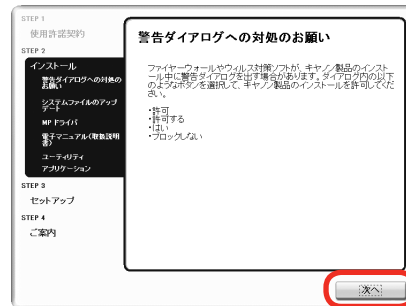 STEP 1
使用許諾契約
STEP 2
インストール
警告ダイアログへの対処の
お願い
システムファイルのアップ
デート
MP ドライバ
電子マニュアル(取扱説明
書)
ユーティリティ
アプリケーション
STEP 3
セットアップ
STEP 4
ご案内
警告ダイアログへの対処のお願い
ファイヤーウォールやウィルス対策ソフトが、キヤノン製品のインスト
ール中に警告ダイアログを出す場合があります。ダイアログ内の以下
のようなボタンを選択して、キヤノン製品のインストールを許可してくだ
さい。
・許可
・許可する
・はい
・ブロックしない
次へ